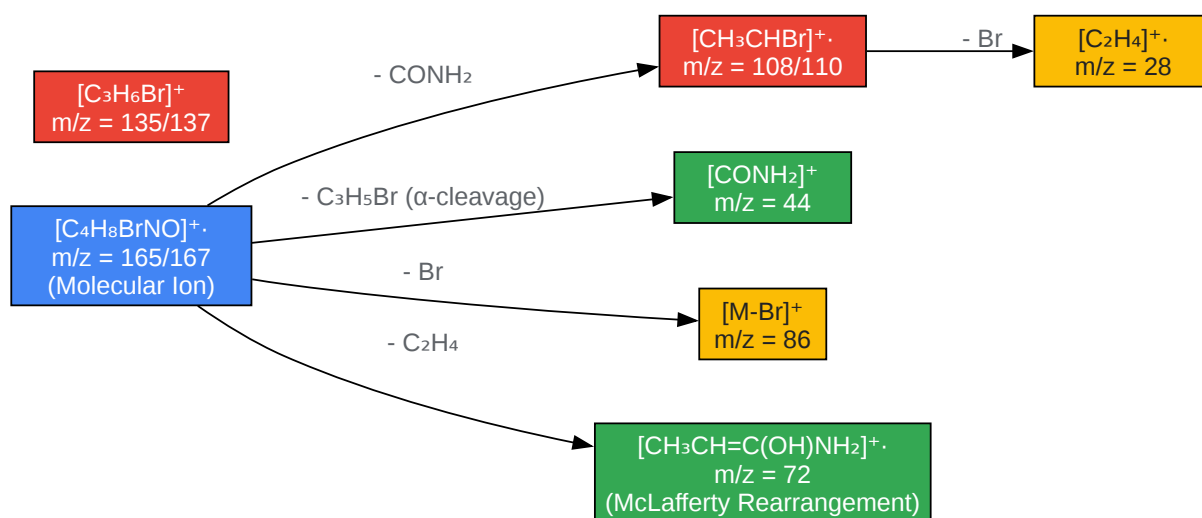 [CH₃CHBr]⁺·
m/z = 108/110
- Br
[C₂H₄]⁺·
m/z = 28
- CONH₂
[C₃H₆Br]⁺
m/z = 135/137
[CONH₂]⁺
m/z = 44
- C₃H₅Br (α-cleavage)
[C₄H₈BrNO]⁺·
m/z = 165/167
(Molecular Ion)
- Br
[M-Br]⁺
m/z = 86
- C₂H₄
[CH₃CH=C(OH)NH₂]⁺·
m/z = 72
(McLafferty Rearrangement)